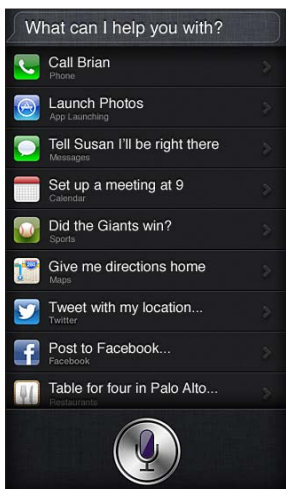 What can I help you with?
Call Brian
Phone
Launch Photos
App Launching
Tell Susan I'll be right there
Messages
Set up a meeting at 9
Calendar
Did the Giants win?
Sports
Give me directions home
Maps
280
Tweet with my location...
Twitter
Post to Facebook...
Facebook
Table for four in Palo Alto...
Restaurants